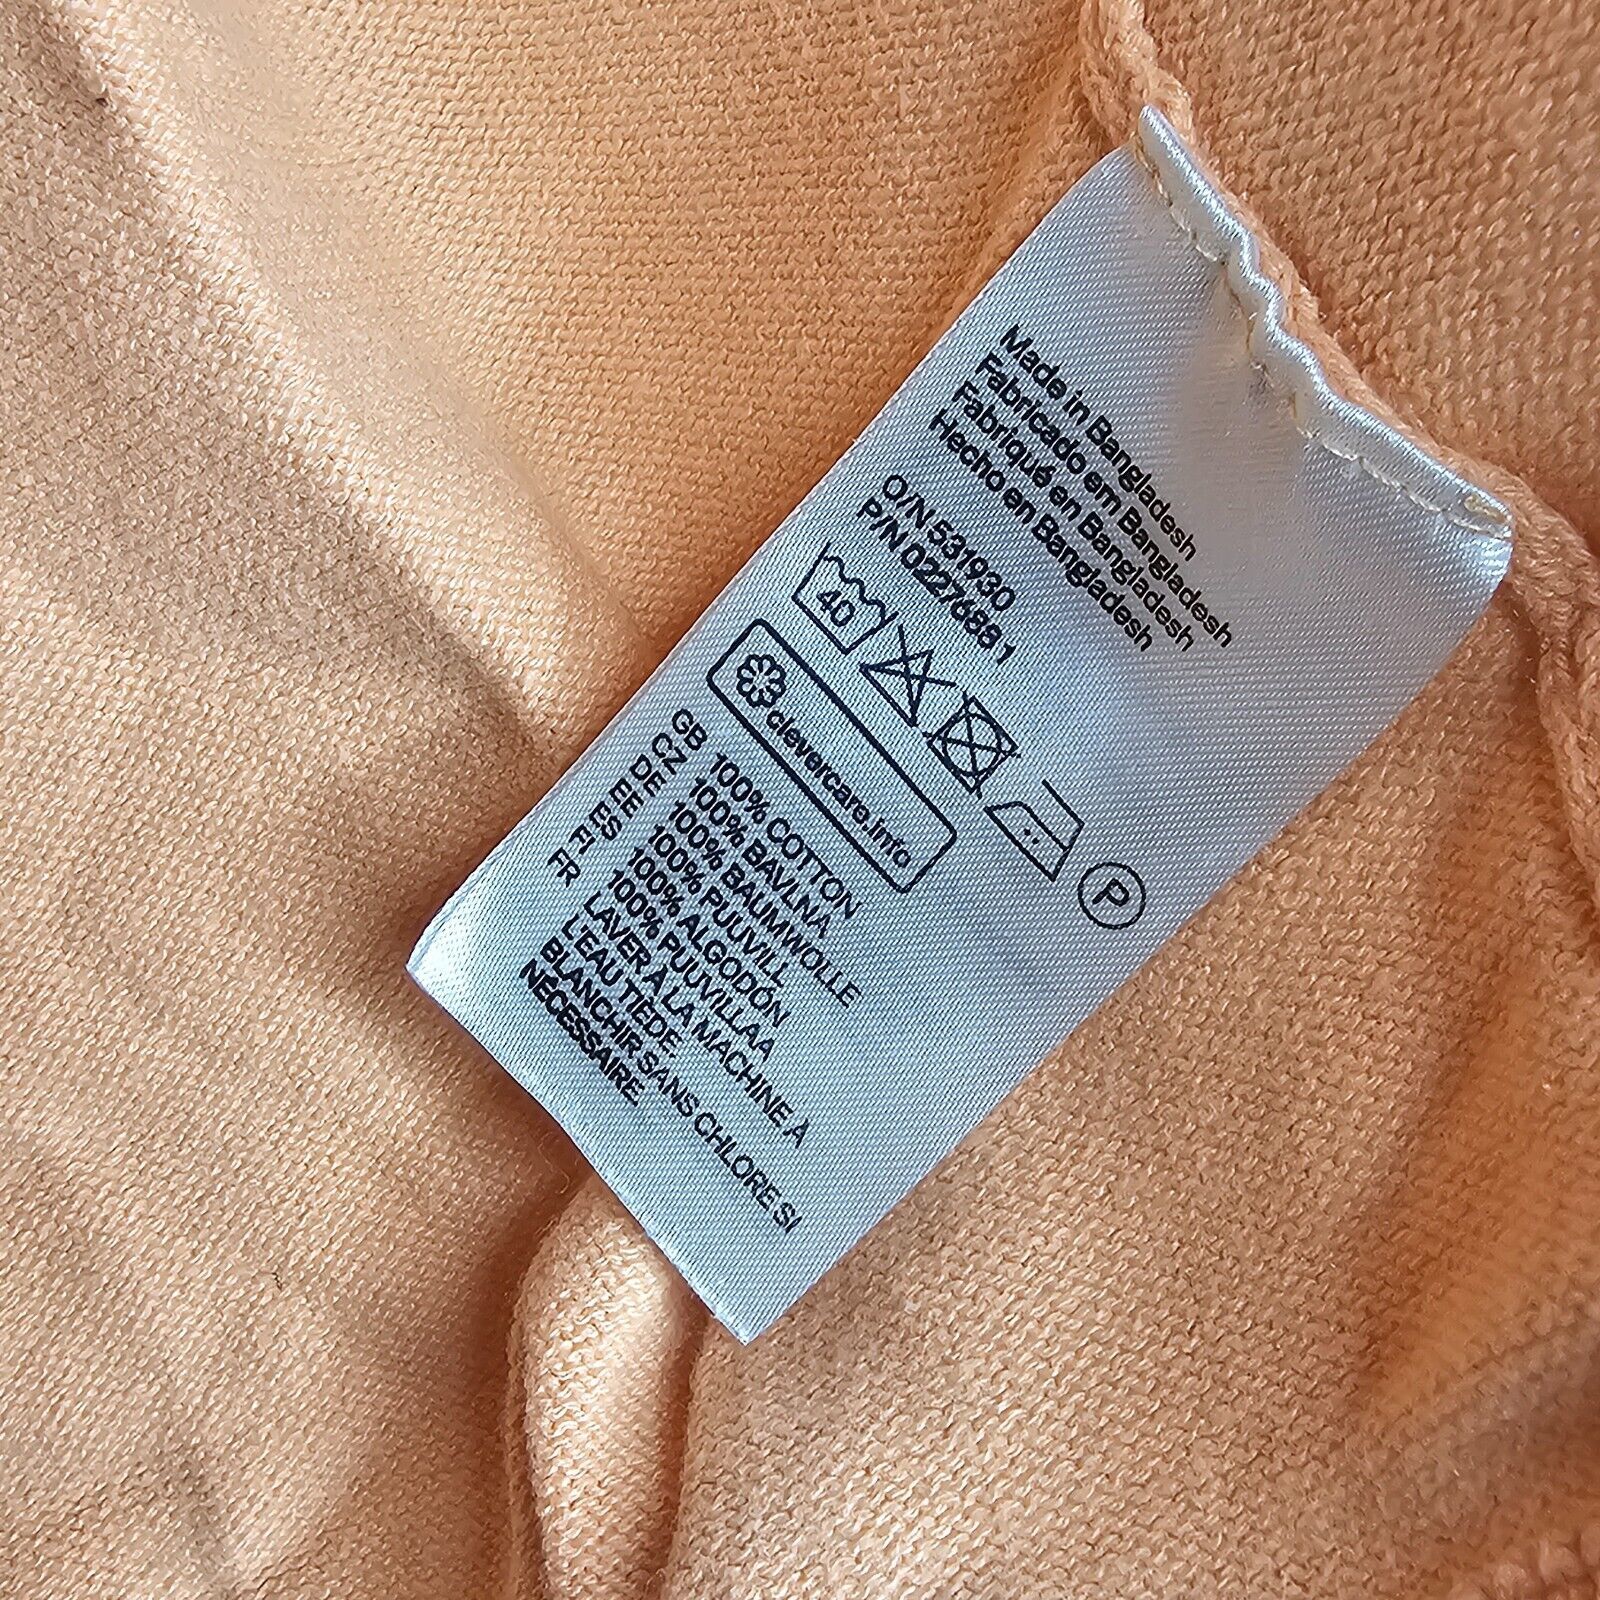 Made in Bangladesh
Fabricado em Bangladesh
Fabriqué en Bangladesh
Hecho en Bangladesh
O/N 531930
P/N 0227688 1
40
P
clevercare.info
GB 100% COTTON
CZ 100% BAVLNA
DE 100% BAUMWOLLE
EE 100% PUUVILL
ES 100% ALGODÓN
FI 100% PUUVILLAA
FR LAVER À LA MACHINE À
L'EAU TIÈDE.
BLANCHIR SANS CHLORE SI
NECESSAIRE.